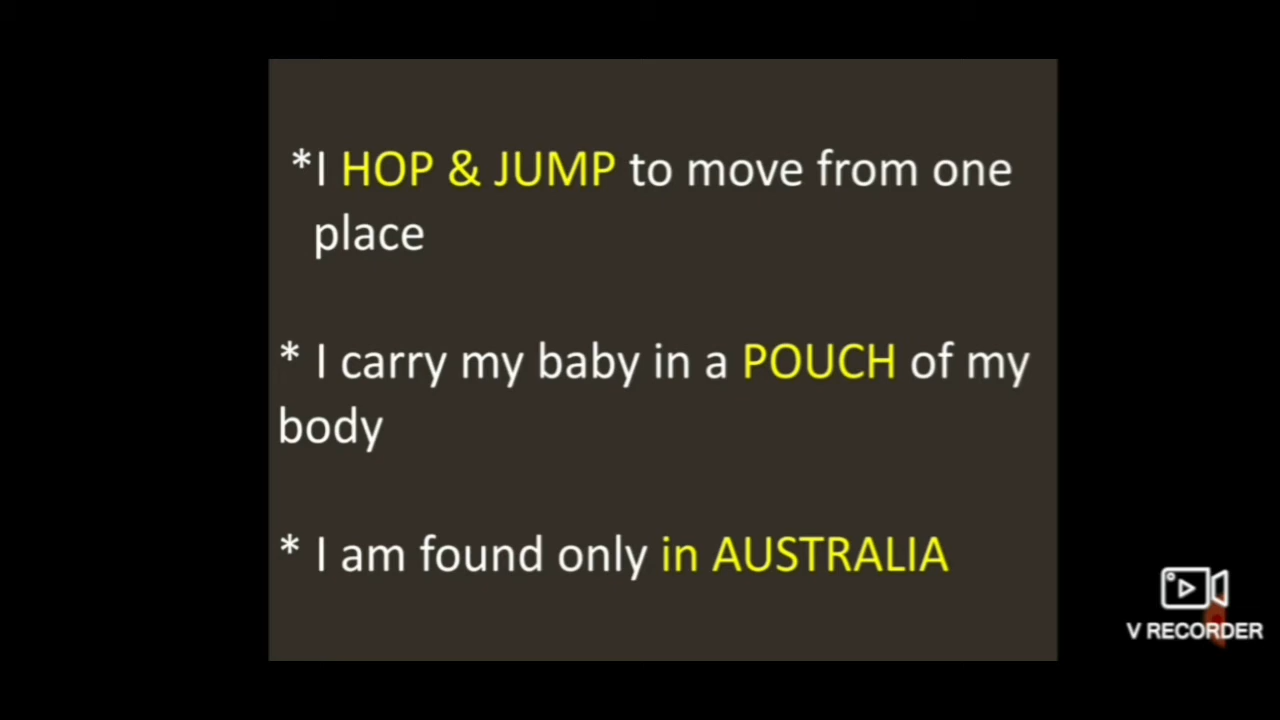 *I HOP & JUMP to move from one
place
* I carry my baby in a POUCH of my
body
* I am found only in AUSTRALIA
V RECORDER